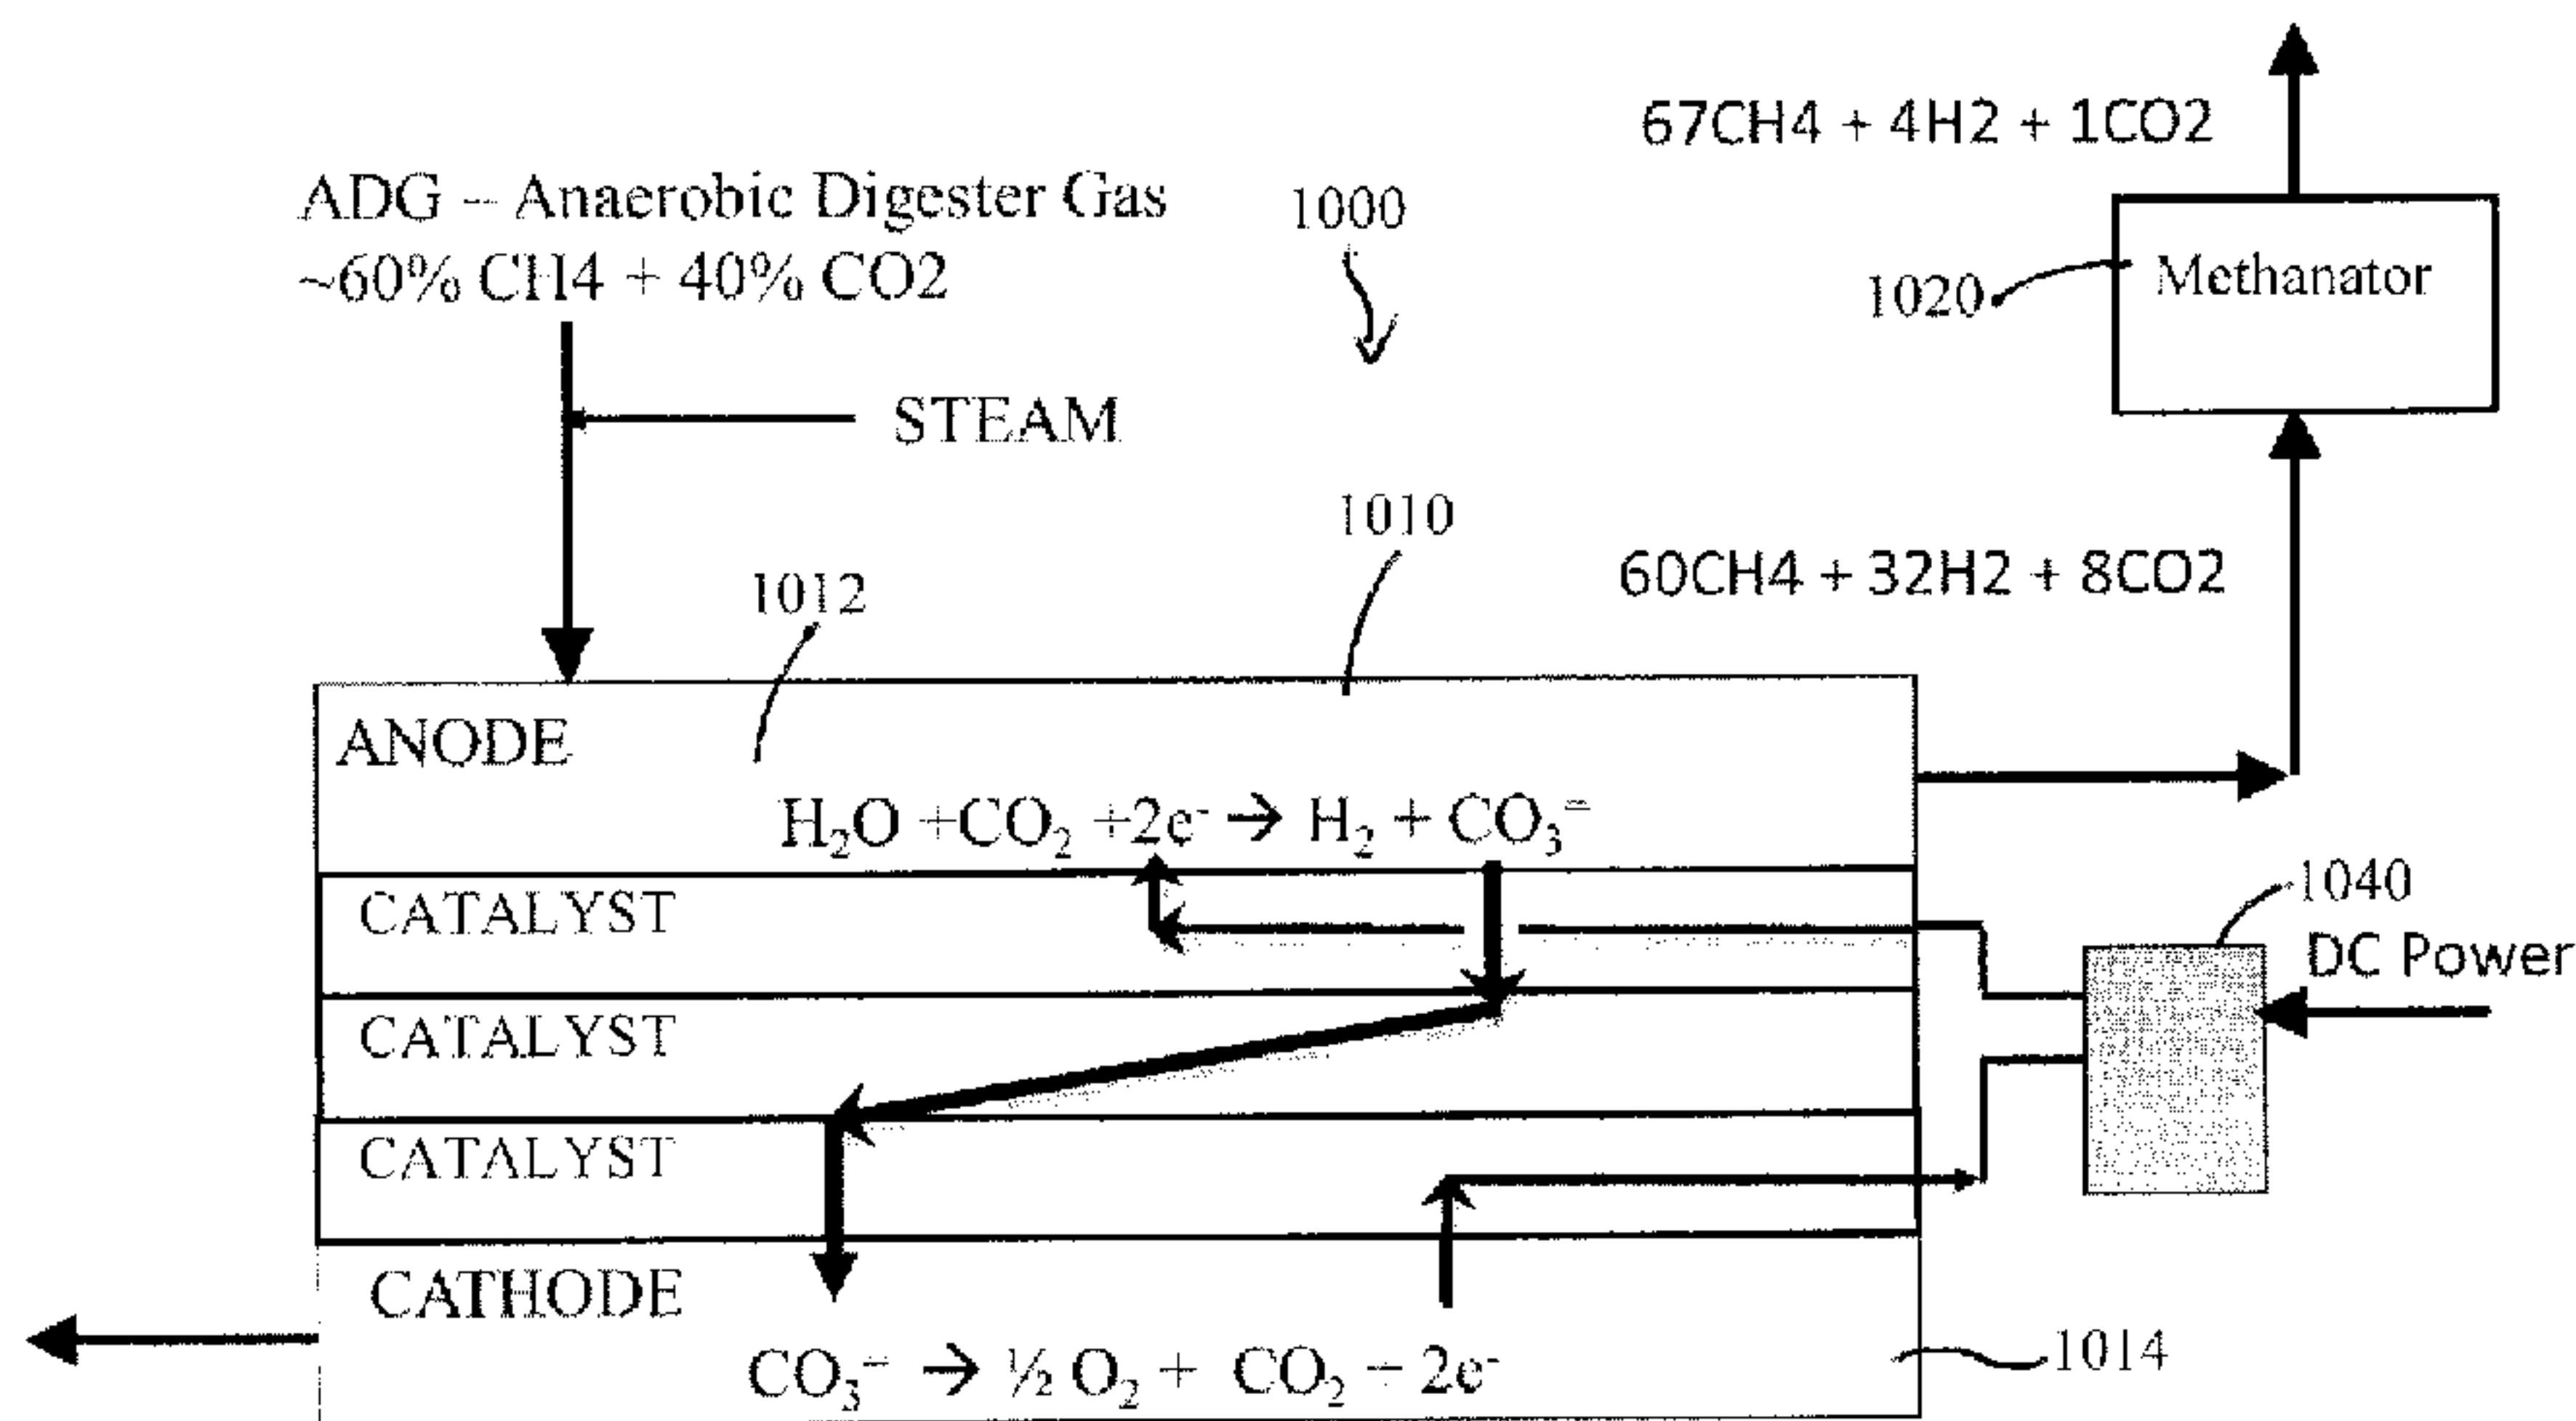 67CH4 + 4H2 + 1CO2
ADG – Anaerobic Digester Gas
~60% CH4 + 40% CO2
1000
Methanator
1020
STEAM
1010
60CH4 + 32H2 + 8CO2
1012
ANODE
H₂O +CO₂ +2e⁻ → H₂ + CO₃⁼
1040
CATALYST
DC Power
CATALYST
CATALYST
CATHODE
1014
CO₃⁼ → ½ O₂ + CO₂ + 2e⁻